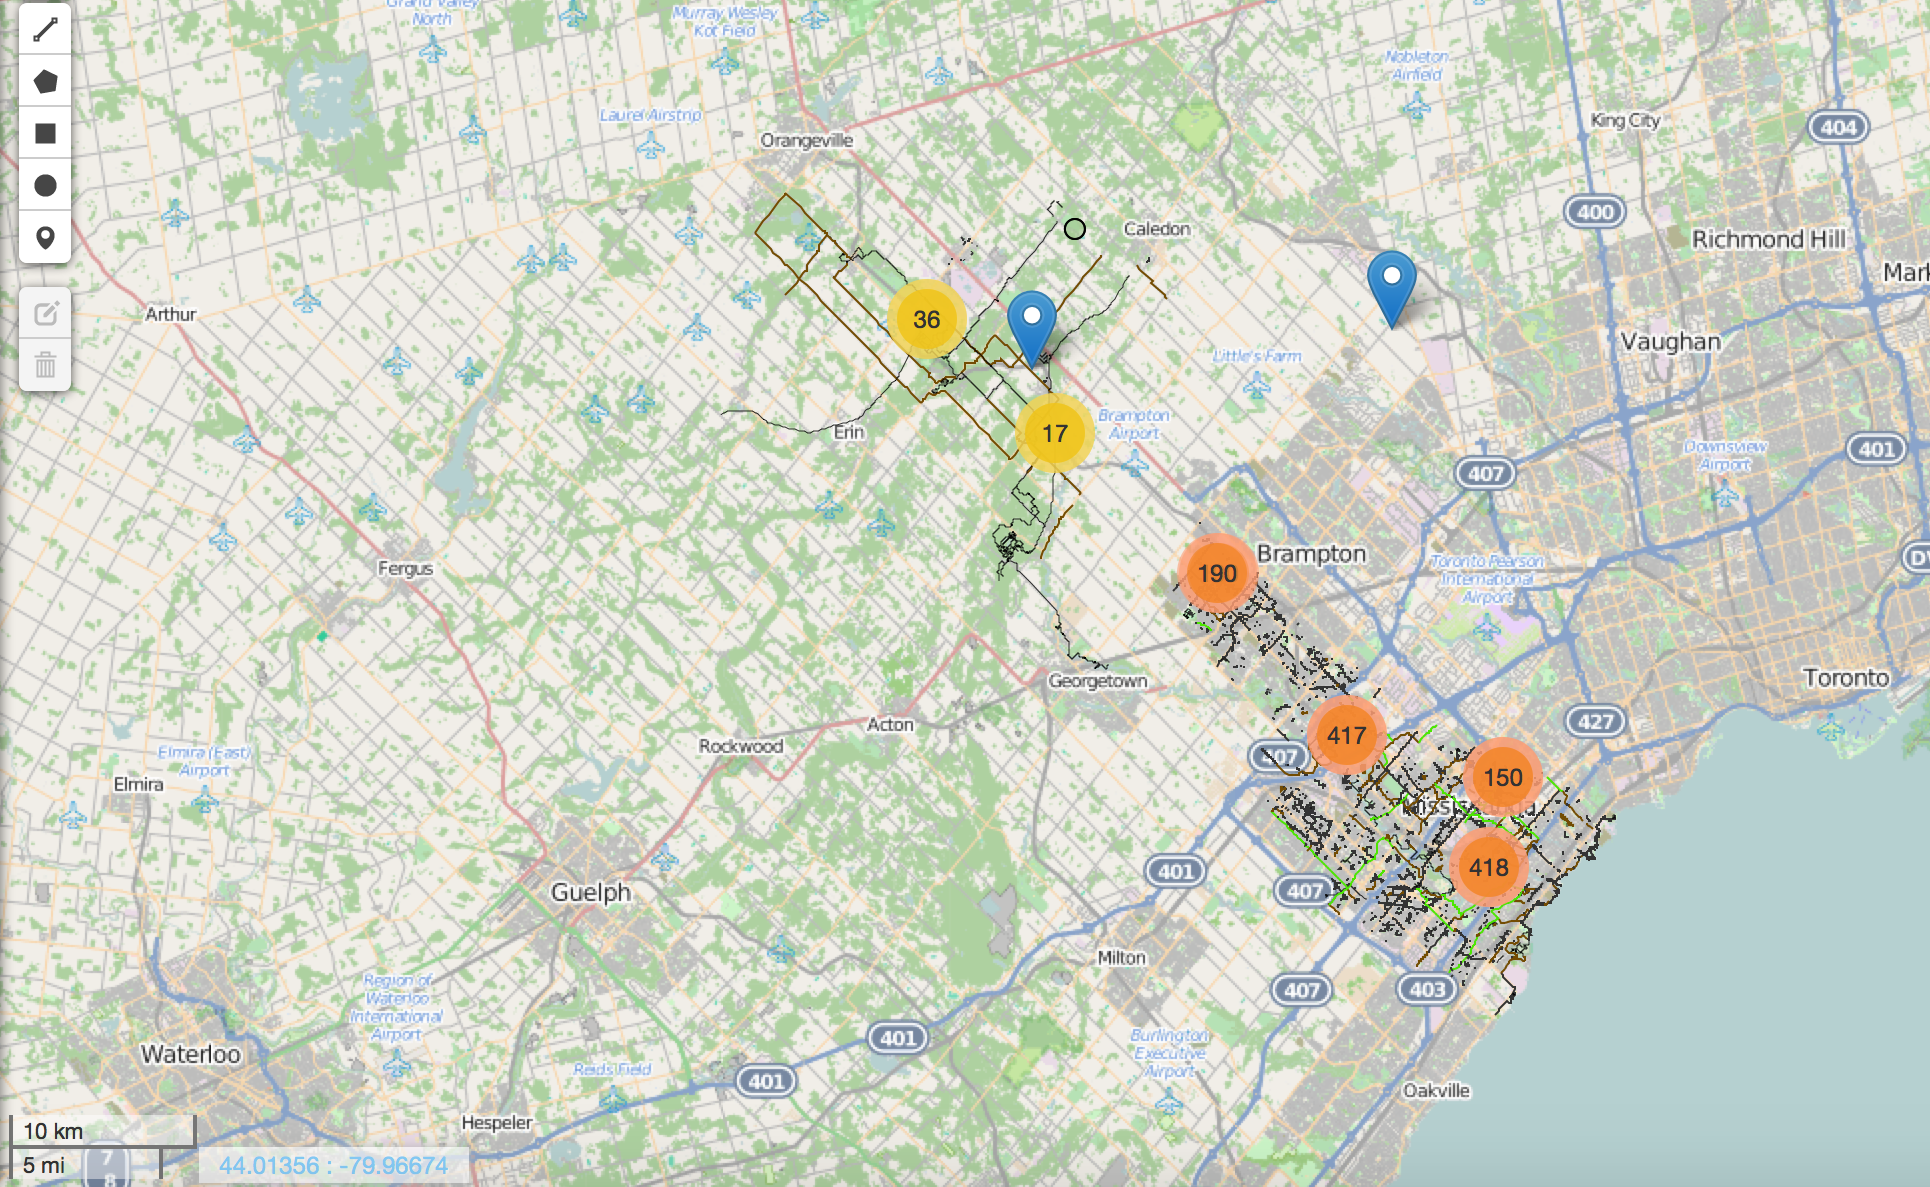 Grand Valley
North
Murray Wesley
Kot Field
Nobleton
Airfield
Laurel Airstrip
Orangeville
King City
404
400
Caledon
Richmond Hill
Mark
Arthur
36
Vaughan
Little's Farm
Brampton
Airport
17
Erin
Downsview
Airport
401
407
190
Brampton
Toronto Pearson
International
Airport
Fergus
Georgetown
Toronto
Acton
427
417
Rockwood
Elmira (East)
Airport
407
150
Elmira
418
401
407
Guelph
Milton
Region of
Waterloo
International
Airport
407
403
401
Burlington
Executive
Airport
Waterloo
Reids Field
401
Oakville
Hespeler
10 km
5 mi
7
8
44.01356 : -79.96674